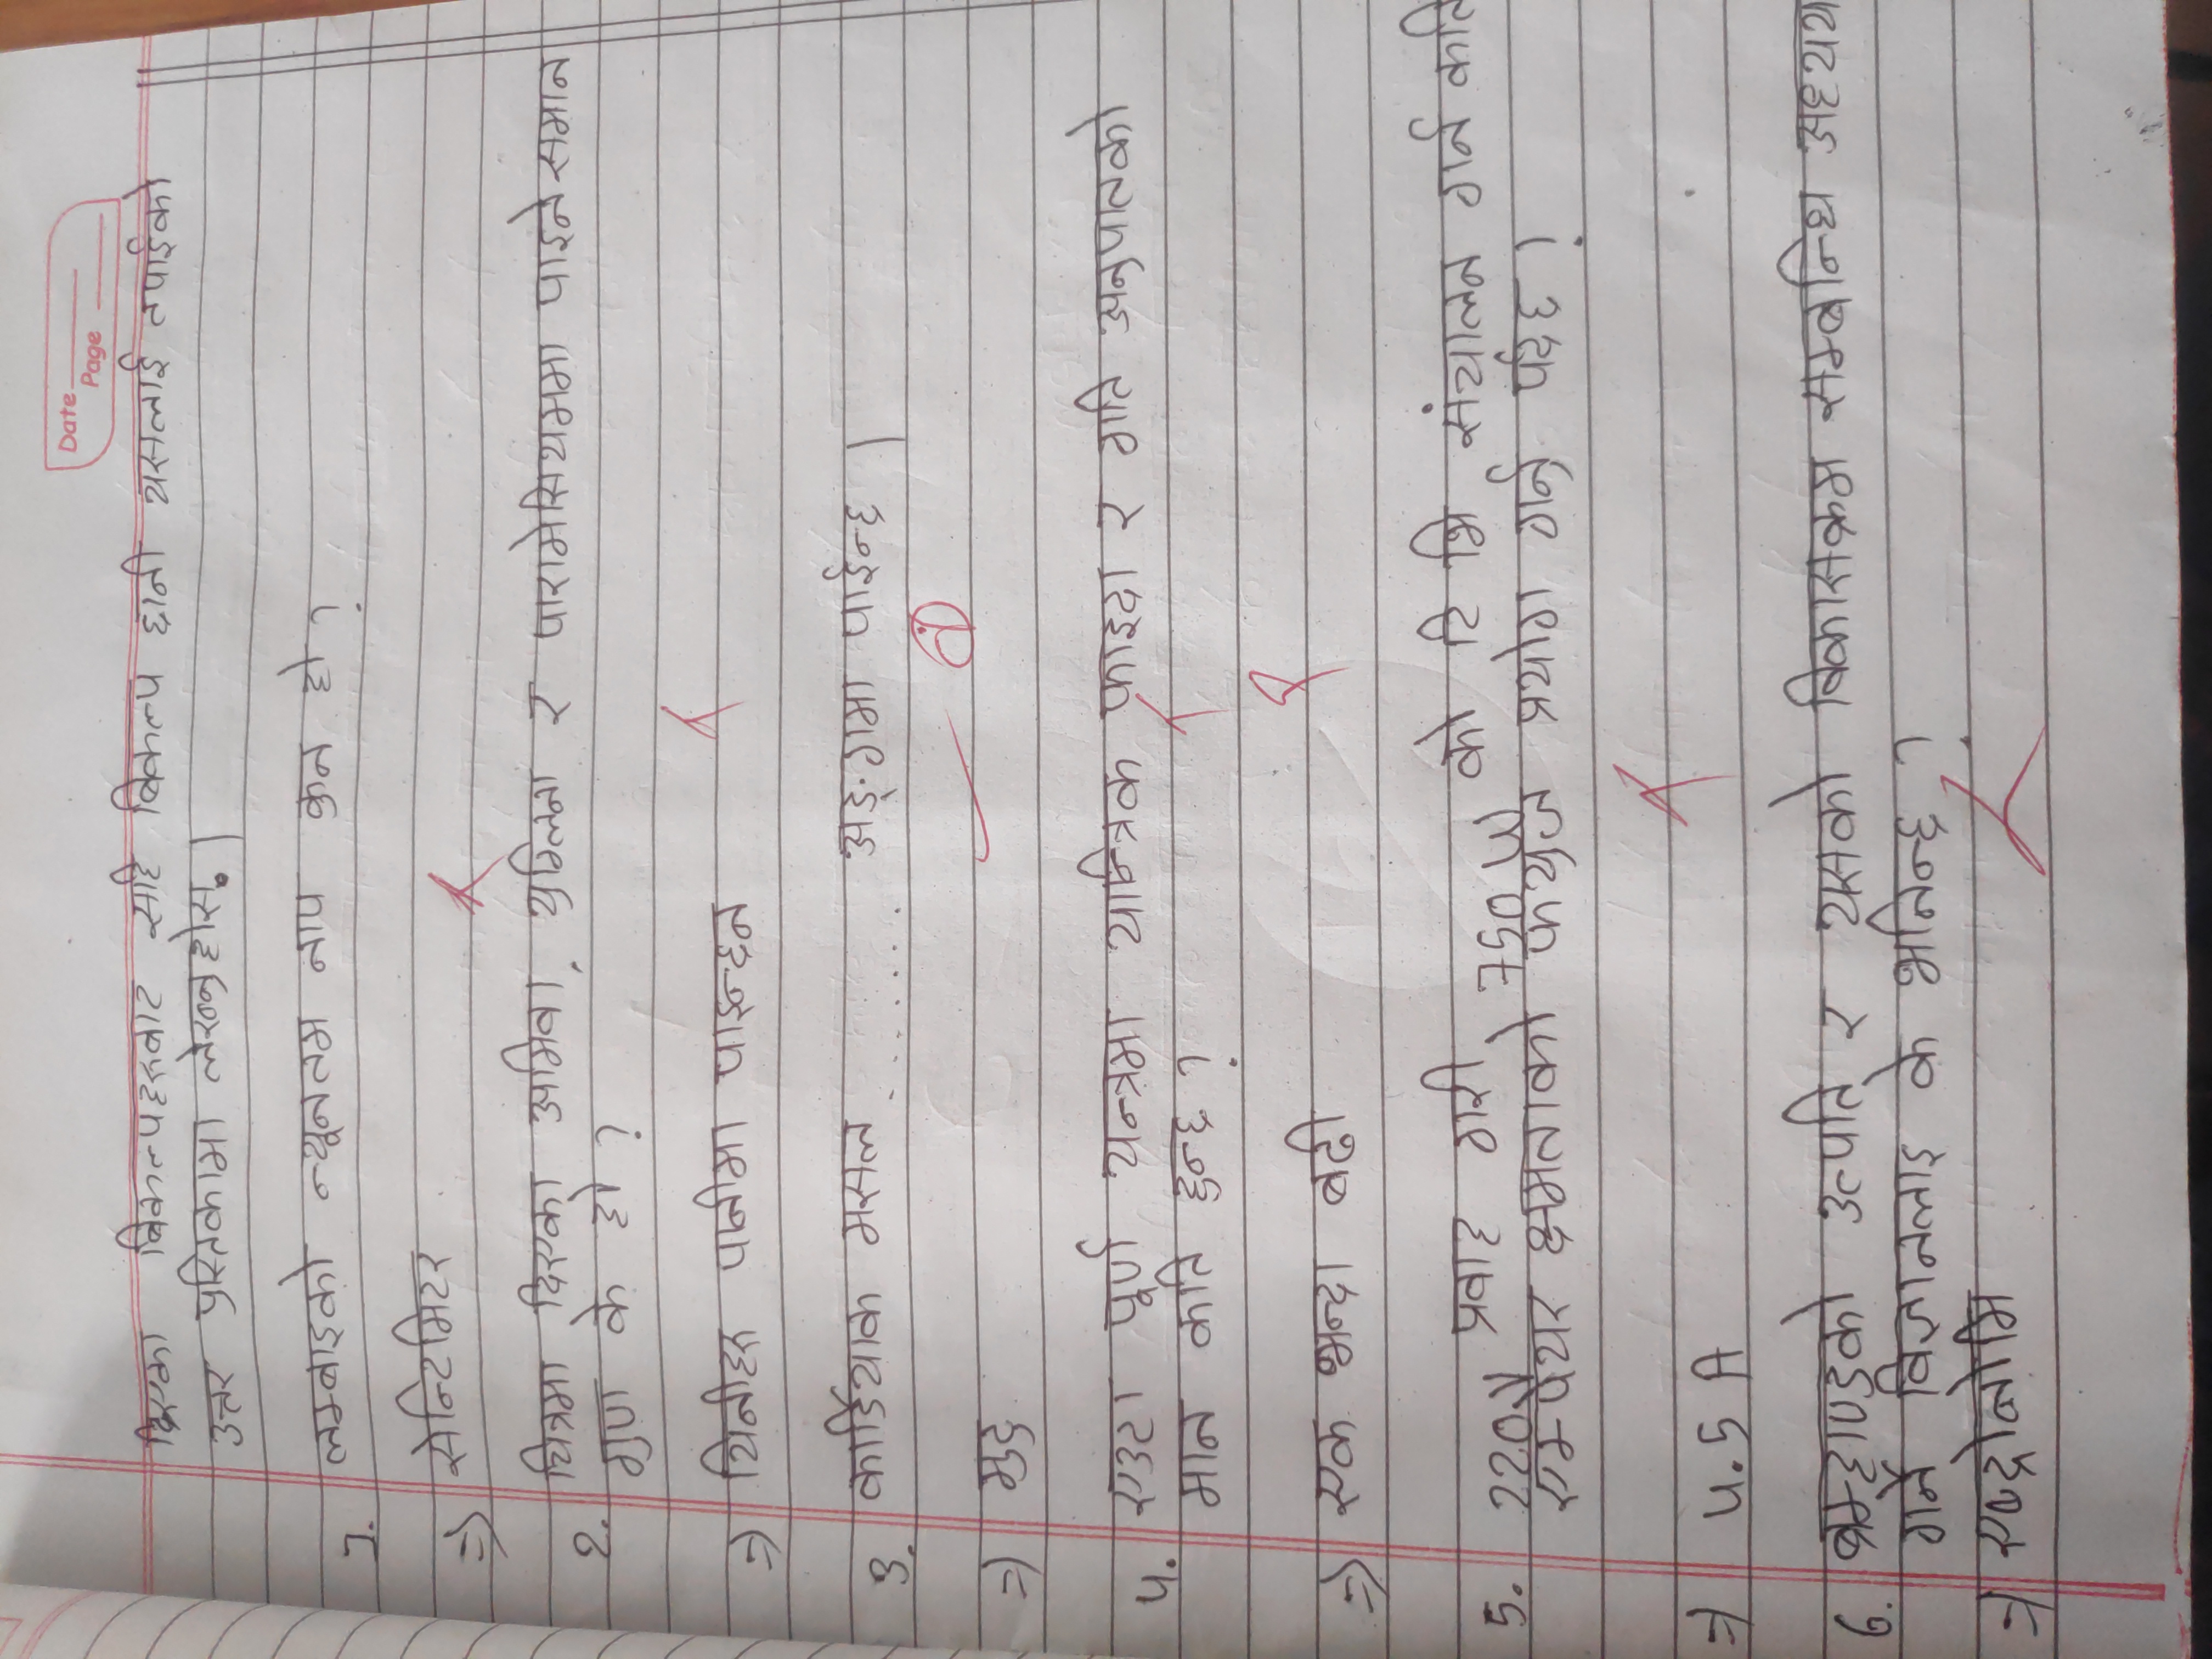 Date
Page
दिएका बिकल्पहरुबाट सहि बिकल्प छानी यसलाई तपाईको
उत्तर पुस्तिकामा लेख्नुहोस् ।
1. लम्बाइको न्यूनतम नाप कुन हो ?
=> सेन्टिमिटर
2. चित्रमा दिएका अमिवा, युग्लिना र पारामेसियममा पाइने समान
गुण के हो ?
=> यिनीहरु पानीमा पाइन्छन
3. कार्डियाक मसल ........ अङ्गमा पाईन्छ ।
=> मुटु
4. एउटा पूर्ण यन्त्रमा यान्त्रिक फाइदा र गति अनुपातको
मान कति हुन्छ ?
=> एक भन्दा बढी
5. 220V प्रवाह गरी 750W को टि भि संचालन गर्न कति
एम्पियर क्षमताको फ्युज प्रयोग गर्नु पर्दछ ?
=> 4.5 A
6. ब्रम्हाण्डको उत्पति र यसको बिकासक्रम सम्बन्धि अध्यय
गर्ने विज्ञानलाइ के भनिन्छ ?
=>